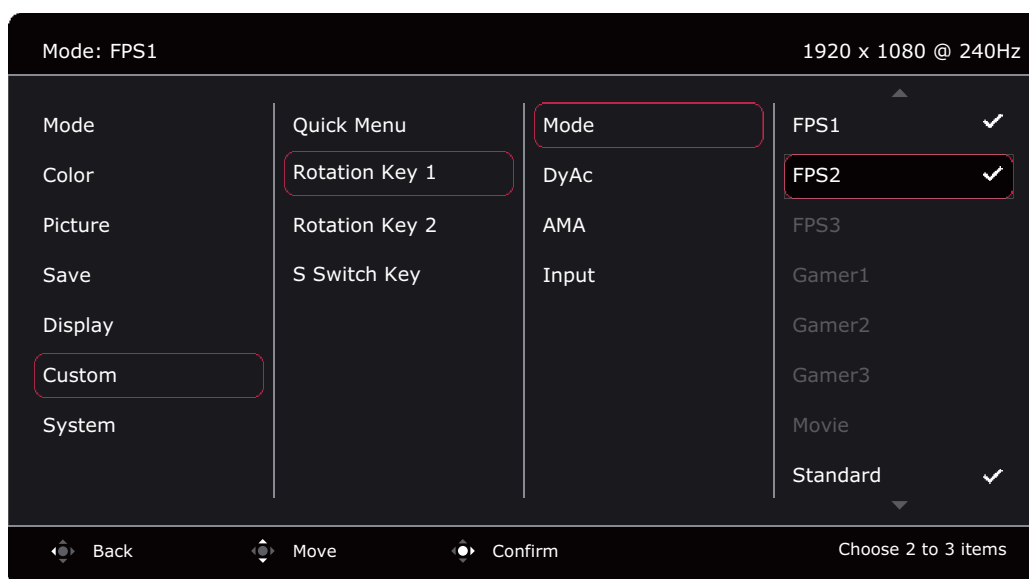 Mode: FPS1 1920 x 1080 @ 240Hz
Mode Quick Menu Mode FPS1
Color Rotation Key 1 DyAc FPS2
Picture Rotation Key 2 AMA FPS3
Save S Switch Key Input Gamer1
Display Gamer2
Custom Gamer3
System Movie
Standard
Back Move Confirm Choose 2 to 3 items